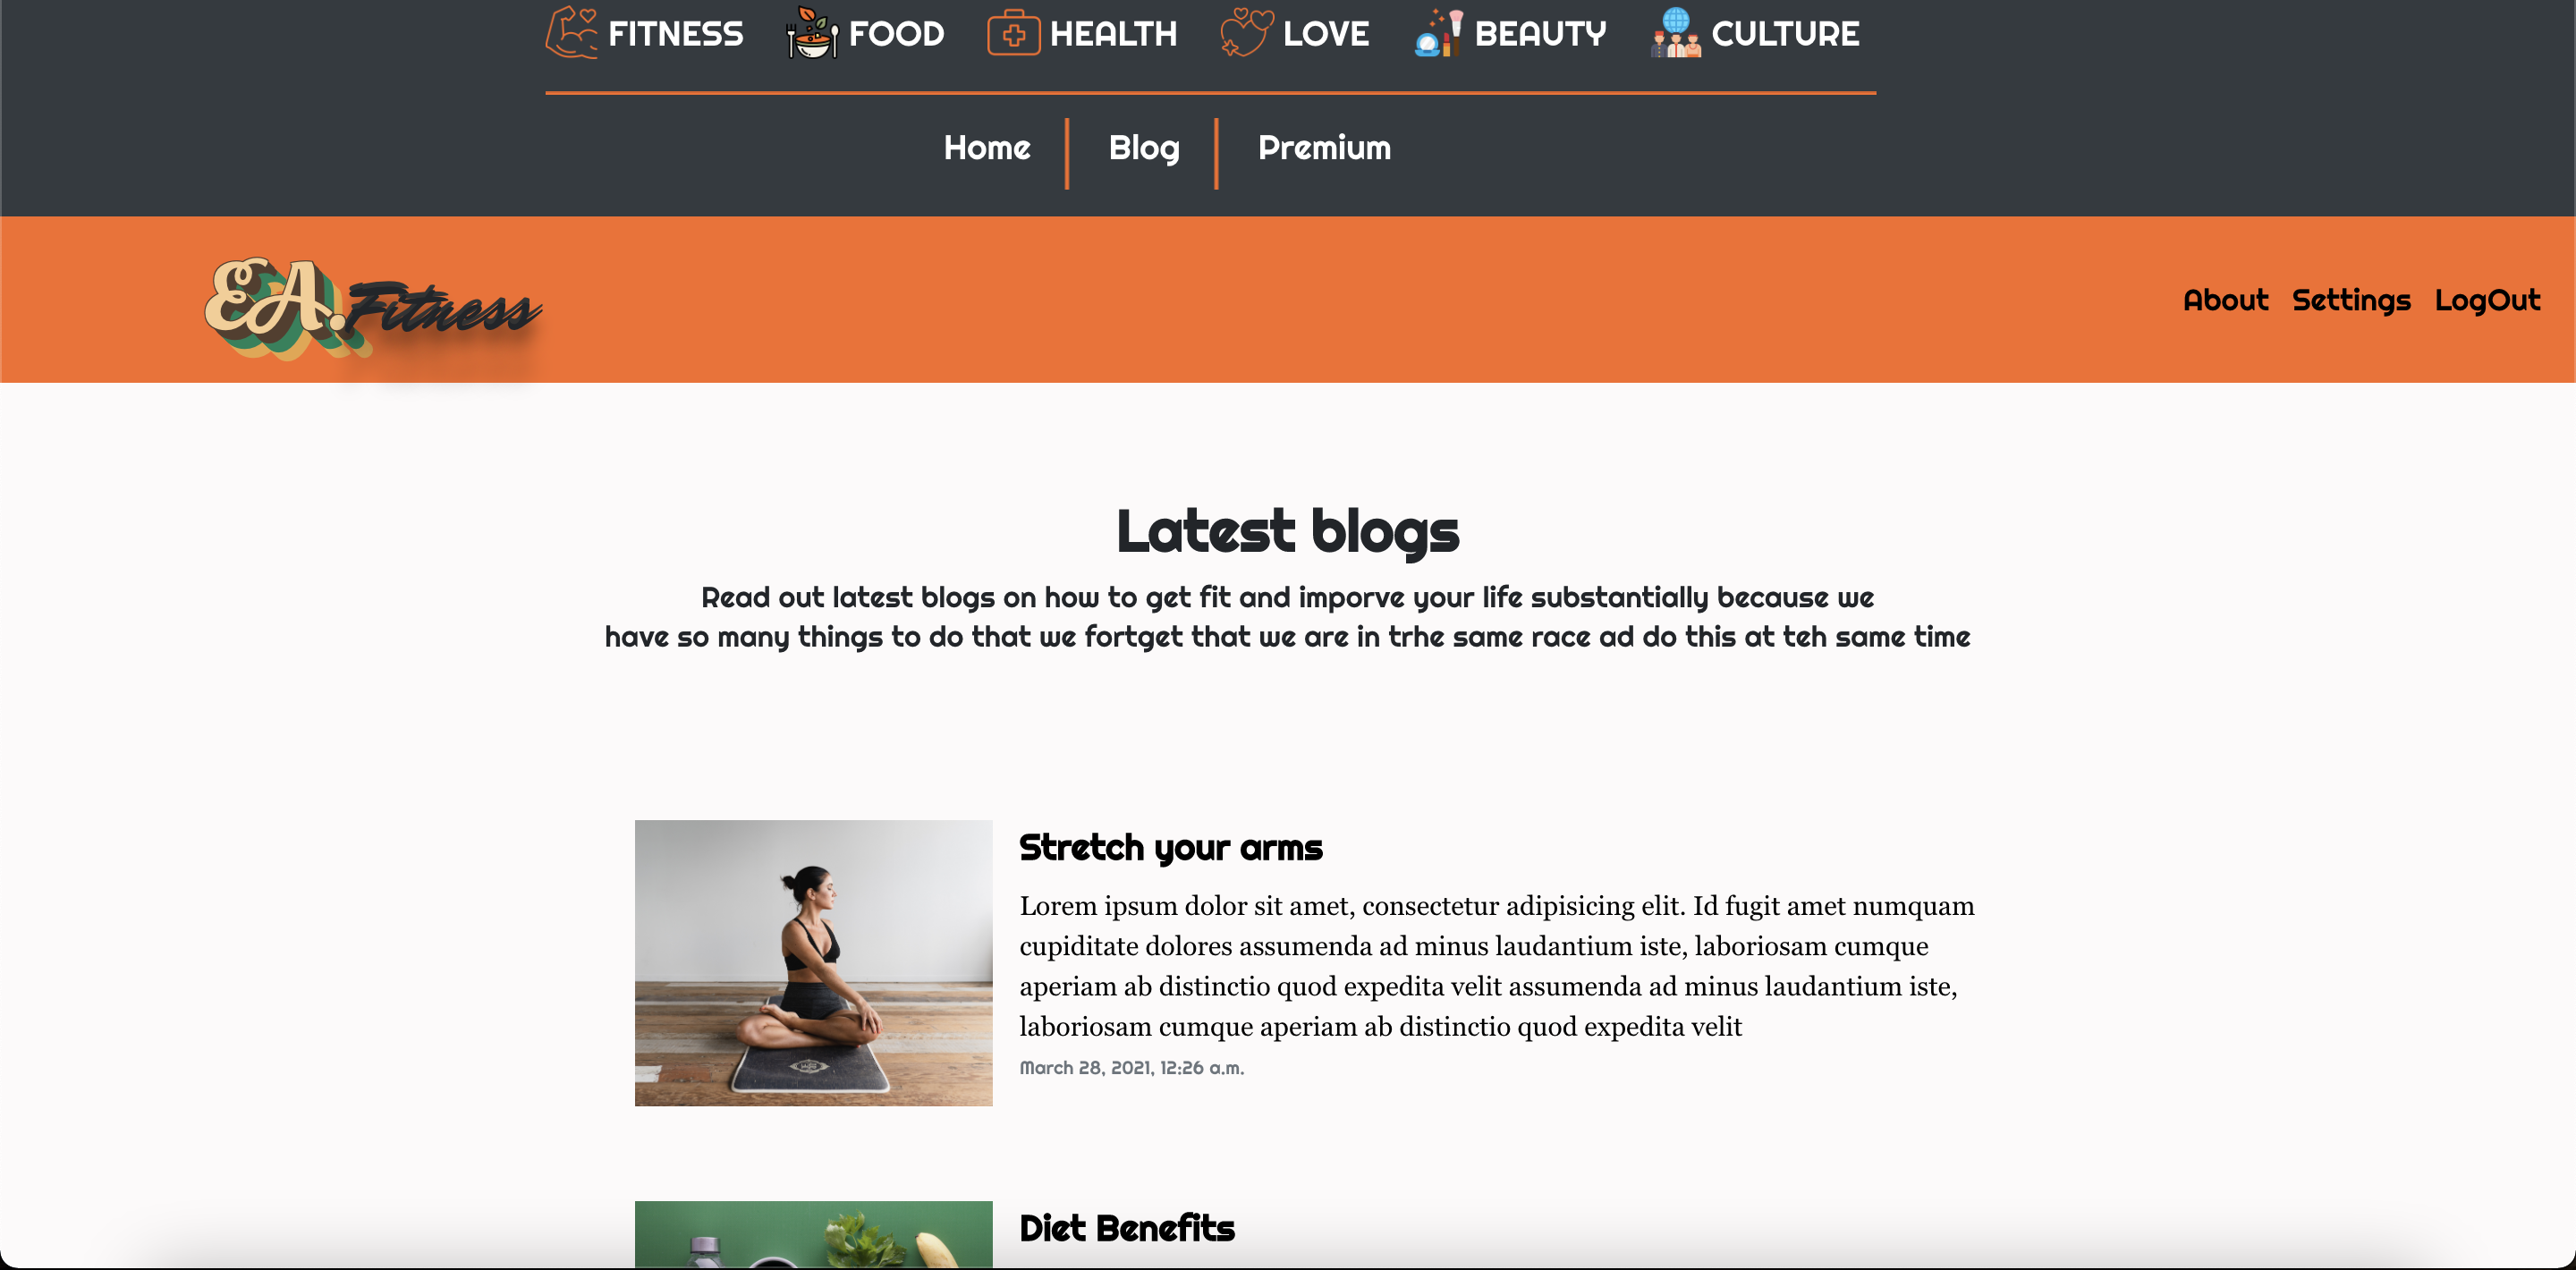 FITNESS FOOD HEALTH LOVE BEAUTY CULTURE
Home Blog Premium
EA.Fitness
About Settings LogOut
Latest blogs
Read out latest blogs on how to get fit and imporve your life substantially because we
have so many things to do that we fortget that we are in trhe same race ad do this at teh same time
Stretch your arms
Lorem ipsum dolor sit amet, consectetur adipisicing elit. Id fugit amet numquam
cupiditate dolores assumenda ad minus laudantium iste, laboriosam cumque
aperiam ab distinctio quod expedita velit assumenda ad minus laudantium iste,
laboriosam cumque aperiam ab distinctio quod expedita velit
March 28, 2021, 12:26 a.m.
Diet Benefits